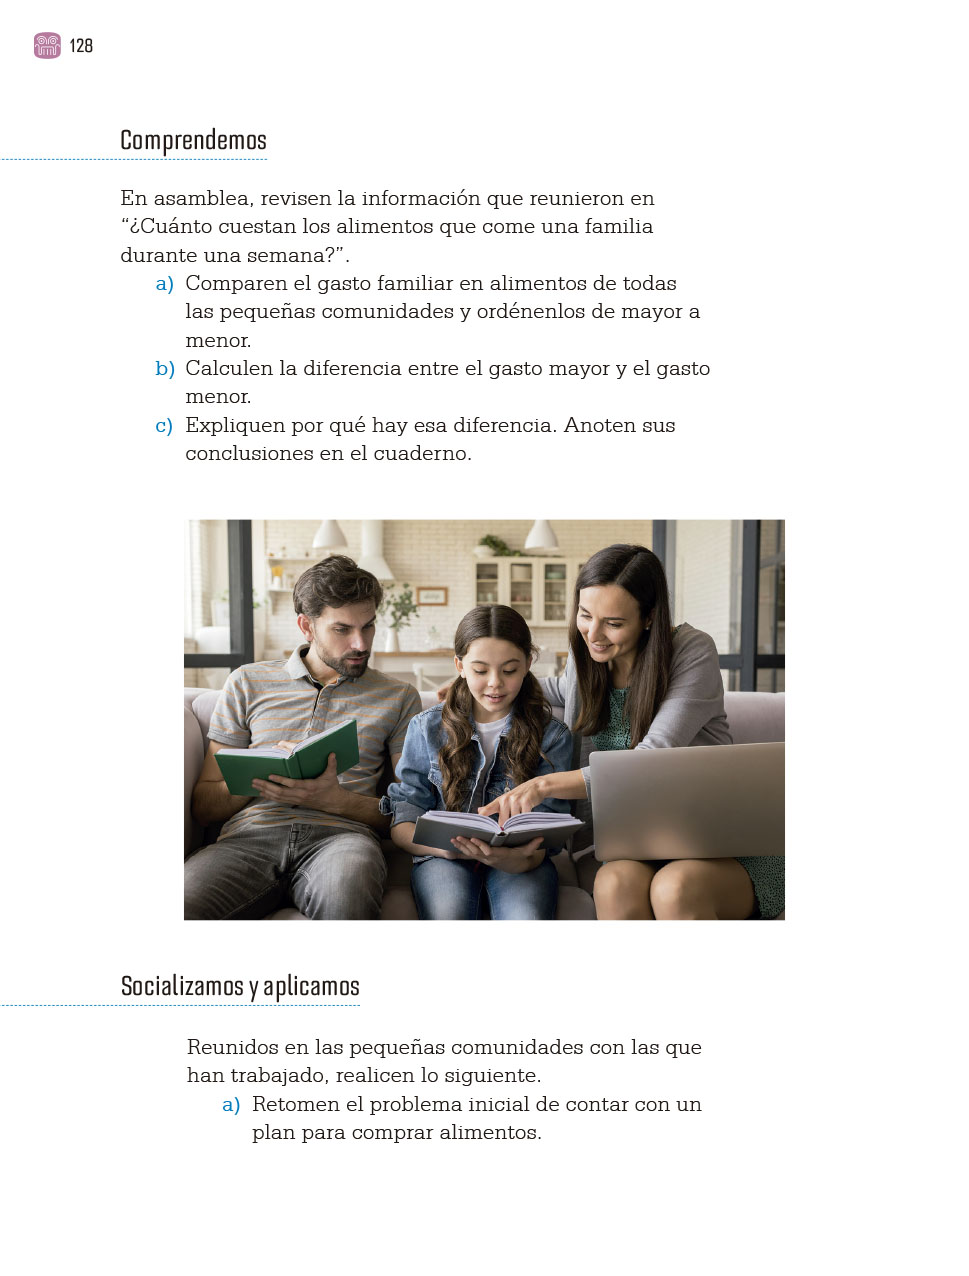 128
Comprendemos
En asamblea, revisen la información que reunieron en
“¿Cuánto cuestan los alimentos que come una familia
durante una semana?”.
a) Comparen el gasto familiar en alimentos de todas
las pequeñas comunidades y ordénenlos de mayor a
menor.
b) Calculen la diferencia entre el gasto mayor y el gasto
menor.
c) Expliquen por qué hay esa diferencia. Anoten sus
conclusiones en el cuaderno.
Socializamos y aplicamos
Reunidos en las pequeñas comunidades con las que
han trabajado, realicen lo siguiente.
a) Retomen el problema inicial de contar con un
plan para comprar alimentos.